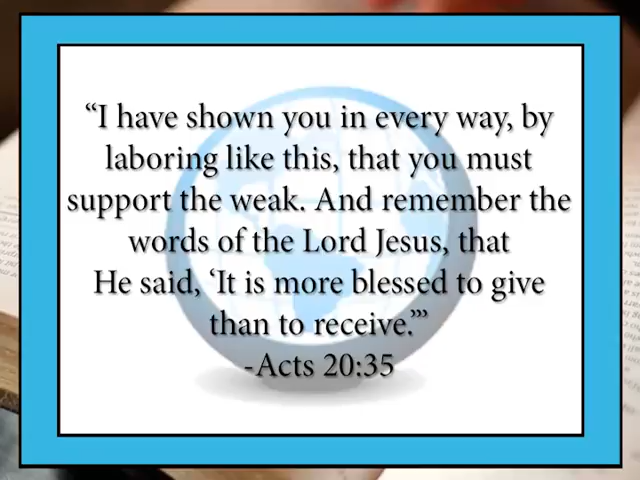 “I have shown you in every way, by
laboring like this, that you must
support the weak. And remember the
words of the Lord Jesus, that
He said, ‘It is more blessed to give
than to receive.’”
-Acts 20:35